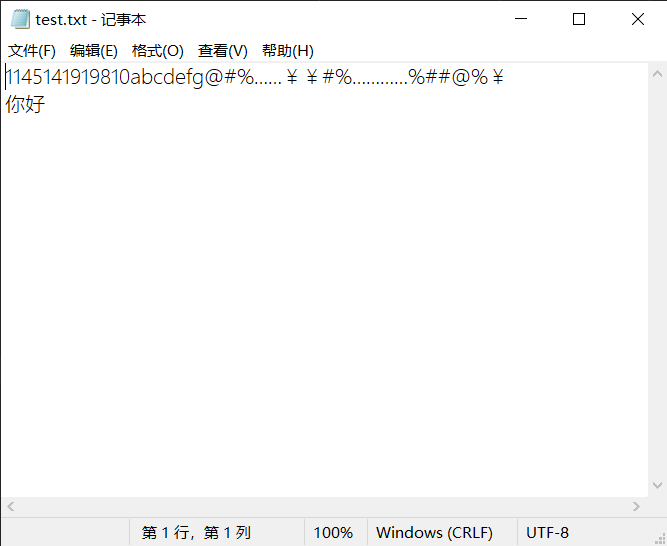 test.txt - 记事本
文件(F) 编辑(E) 格式(O) 查看(V) 帮助(H)
1145141919810abcdefg@#%……￥￥#%…………%##@%￥
你好
第 1 行，第 1 列 100% Windows (CRLF) UTF-8